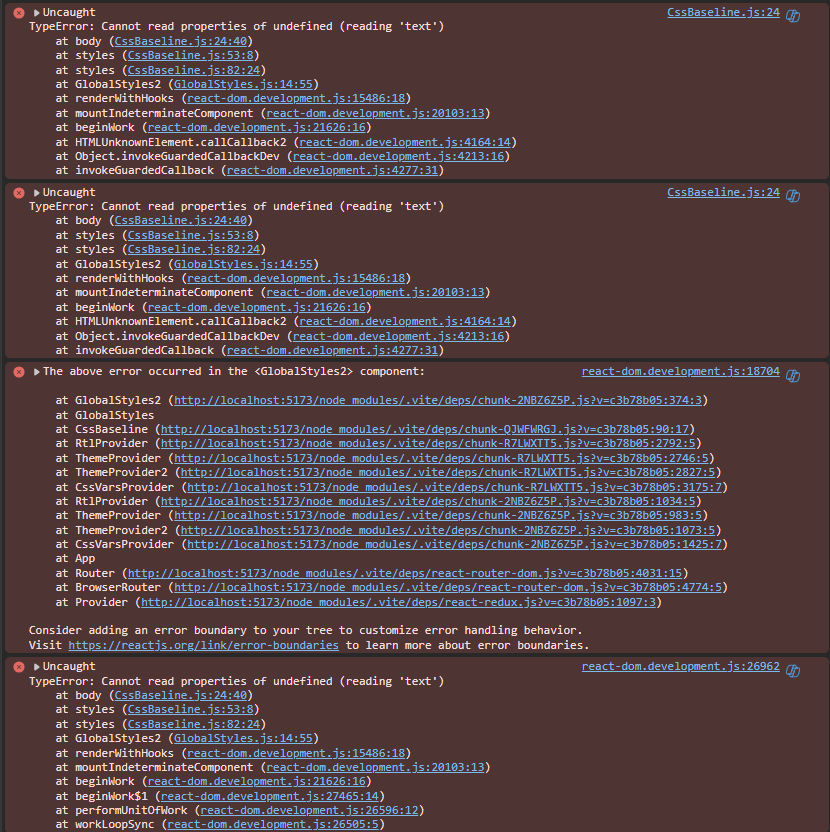 Uncaught CssBaseline.js:24
TypeError: Cannot read properties of undefined (reading 'text')
at body (CssBaseline.js:24:40)
at styles (CssBaseline.js:53:8)
at styles (CssBaseline.js:82:24)
at GlobalStyles2 (GlobalStyles.js:14:55)
at renderWithHooks (react-dom.development.js:15486:18)
at mountIndeterminateComponent (react-dom.development.js:20103:13)
at beginWork (react-dom.development.js:21626:16)
at HTMLUnknownElement.callCallback2 (react-dom.development.js:4164:14)
at Object.invokeGuardedCallbackDev (react-dom.development.js:4213:16)
at invokeGuardedCallback (react-dom.development.js:4277:31)
Uncaught CssBaseline.js:24
TypeError: Cannot read properties of undefined (reading 'text')
at body (CssBaseline.js:24:40)
at styles (CssBaseline.js:53:8)
at styles (CssBaseline.js:82:24)
at GlobalStyles2 (GlobalStyles.js:14:55)
at renderWithHooks (react-dom.development.js:15486:18)
at mountIndeterminateComponent (react-dom.development.js:20103:13)
at beginWork (react-dom.development.js:21626:16)
at HTMLUnknownElement.callCallback2 (react-dom.development.js:4164:14)
at Object.invokeGuardedCallbackDev (react-dom.development.js:4213:16)
at invokeGuardedCallback (react-dom.development.js:4277:31)
The above error occurred in the <GlobalStyles2> component: react-dom.development.js:18704
at GlobalStyles2 (http://localhost:5173/node_modules/.vite/deps/chunk-2NBZ6Z5P.js?v=c3b78b05:374:3)
at GlobalStyles
at CssBaseline (http://localhost:5173/node_modules/.vite/deps/chunk-QJWFWRGJ.js?v=c3b78b05:90:17)
at RtlProvider (http://localhost:5173/node_modules/.vite/deps/chunk-R7LWXTT5.js?v=c3b78b05:2792:5)
at ThemeProvider (http://localhost:5173/node_modules/.vite/deps/chunk-R7LWXTT5.js?v=c3b78b05:2746:5)
at ThemeProvider2 (http://localhost:5173/node_modules/.vite/deps/chunk-R7LWXTT5.js?v=c3b78b05:2827:5)
at CssVarsProvider (http://localhost:5173/node_modules/.vite/deps/chunk-R7LWXTT5.js?v=c3b78b05:3175:7)
at RtlProvider (http://localhost:5173/node_modules/.vite/deps/chunk-2NBZ6Z5P.js?v=c3b78b05:1034:5)
at ThemeProvider (http://localhost:5173/node_modules/.vite/deps/chunk-2NBZ6Z5P.js?v=c3b78b05:983:5)
at ThemeProvider2 (http://localhost:5173/node_modules/.vite/deps/chunk-2NBZ6Z5P.js?v=c3b78b05:1073:5)
at CssVarsProvider (http://localhost:5173/node_modules/.vite/deps/chunk-2NBZ6Z5P.js?v=c3b78b05:1425:7)
at App
at Router (http://localhost:5173/node_modules/.vite/deps/react-router-dom.js?v=c3b78b05:4031:15)
at BrowserRouter (http://localhost:5173/node_modules/.vite/deps/react-router-dom.js?v=c3b78b05:4774:5)
at Provider (http://localhost:5173/node_modules/.vite/deps/react-redux.js?v=c3b78b05:1097:3)
Consider adding an error boundary to your tree to customize error handling behavior.
Visit https://reactjs.org/link/error-boundaries to learn more about error boundaries.
Uncaught react-dom.development.js:26962
TypeError: Cannot read properties of undefined (reading 'text')
at body (CssBaseline.js:24:40)
at styles (CssBaseline.js:53:8)
at styles (CssBaseline.js:82:24)
at GlobalStyles2 (GlobalStyles.js:14:55)
at renderWithHooks (react-dom.development.js:15486:18)
at mountIndeterminateComponent (react-dom.development.js:20103:13)
at beginWork (react-dom.development.js:21626:16)
at beginWork$1 (react-dom.development.js:27465:14)
at performUnitOfWork (react-dom.development.js:26596:12)
at workLoopSync (react-dom.development.js:26505:5)